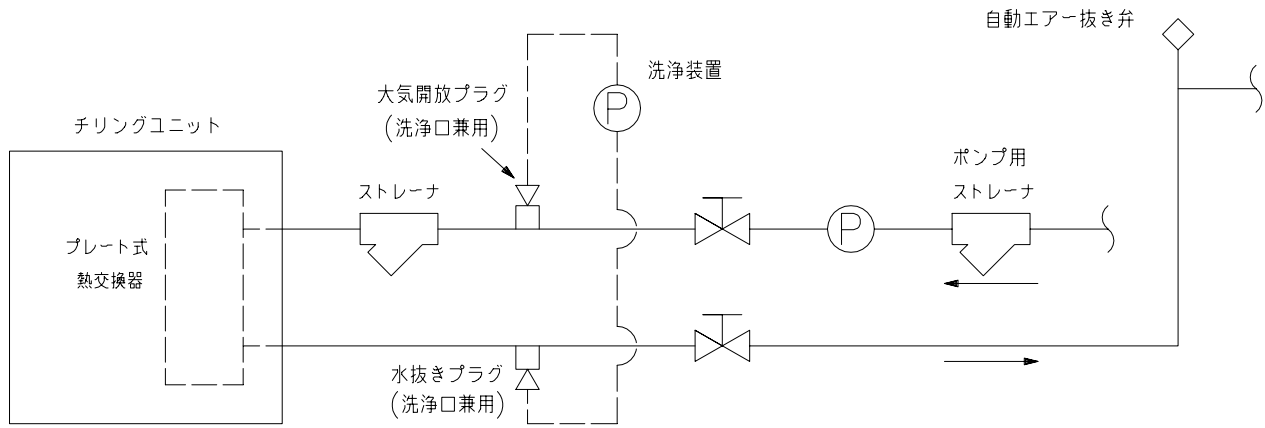 自動エアー抜き弁
洗浄装置
大気開放プラグ
(洗浄口兼用)
チリングユニット
P
ポンプ用
ストレーナ
ストレーナ
P
プレート式
熱交換器
水抜きプラグ
(洗浄口兼用)